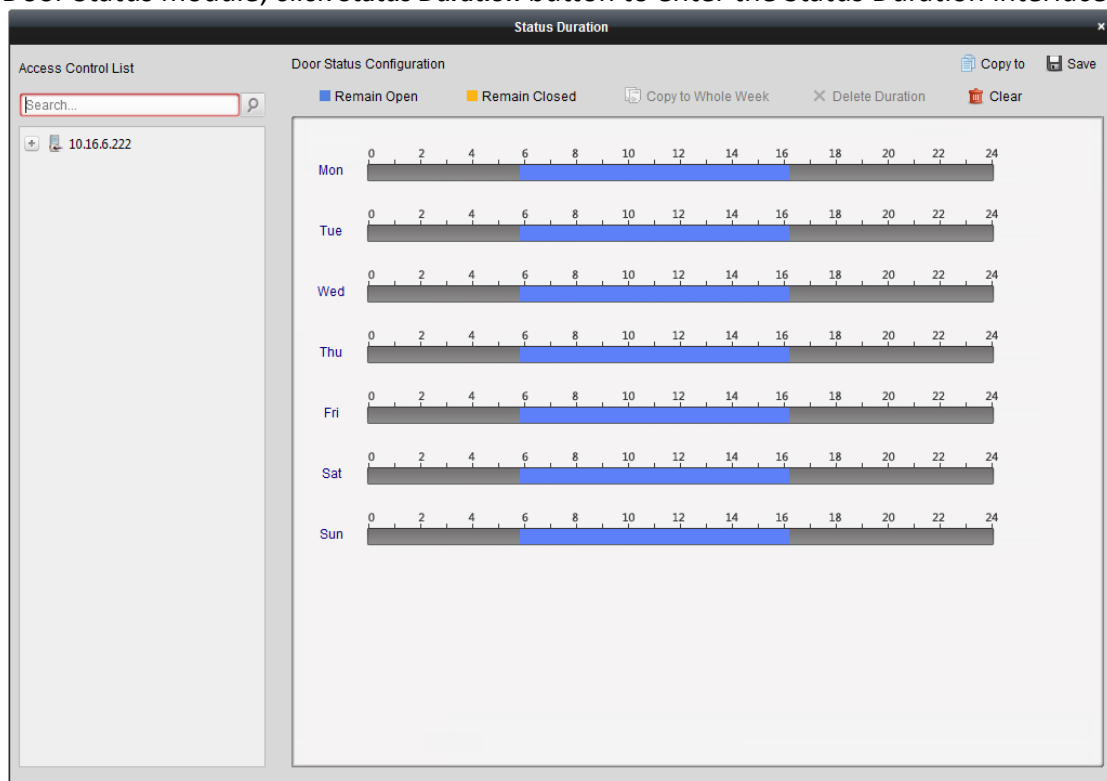 Door Status module, click Status Duration button to enter the Status Duration interface
Status Duration ×
Access Control List
Search...
10.16.6.222
Door Status Configuration Copy to Save
Remain Open Remain Closed Copy to Whole Week Delete Duration Clear
0 2 4 6 8 10 12 14 16 18 20 22 24
Mon
0 2 4 6 8 10 12 14 16 18 20 22 24
Tue
0 2 4 6 8 10 12 14 16 18 20 22 24
Wed
0 2 4 6 8 10 12 14 16 18 20 22 24
Thu
0 2 4 6 8 10 12 14 16 18 20 22 24
Fri
0 2 4 6 8 10 12 14 16 18 20 22 24
Sat
0 2 4 6 8 10 12 14 16 18 20 22 24
Sun